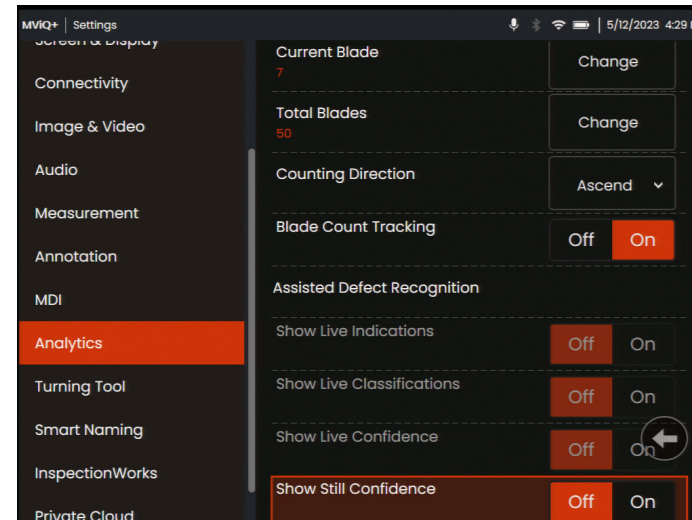 MViQ+ | Settings
5/12/2023 4:29
Screen & Display
Connectivity
Image & Video
Audio
Measurement
Annotation
MDI
Analytics
Turning Tool
Smart Naming
InspectionWorks
Private Cloud
Current Blade
7
Change
Total Blades
50
Change
Counting Direction
Ascend
Blade Count Tracking
Off On
Assisted Defect Recognition
Show Live Indications
Off On
Show Live Classifications
Off On
Show Live Confidence
Off On
Show Still Confidence
Off On